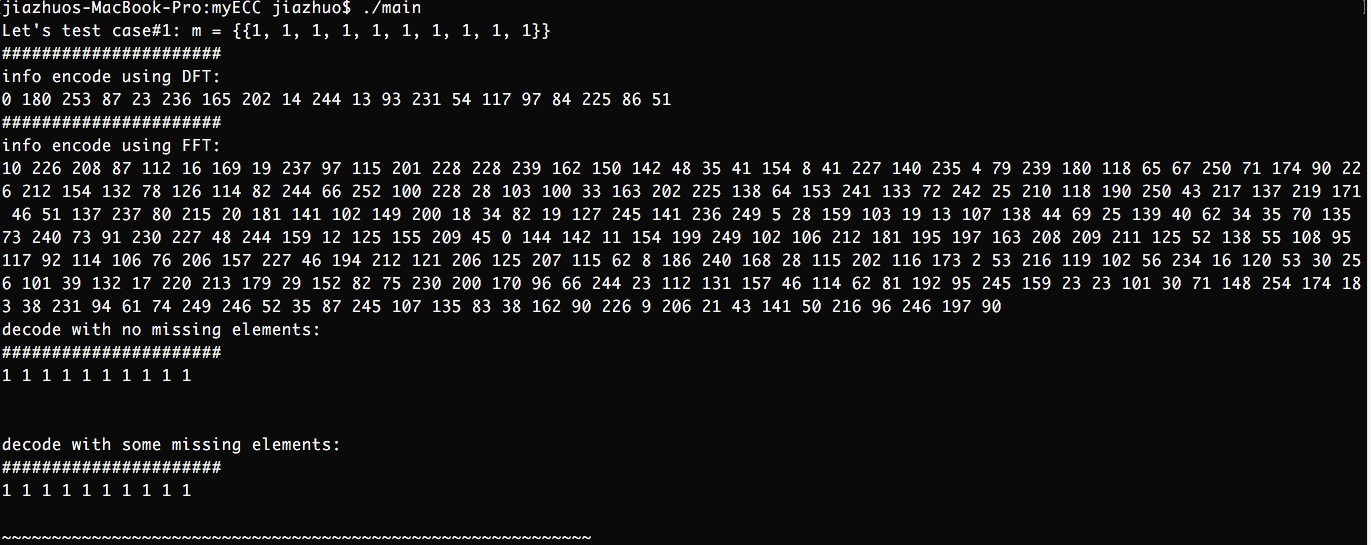 jiazhuos-MacBook-Pro:myECC jiazhuo$ ./main
Let's test case#1: m = {{1, 1, 1, 1, 1, 1, 1, 1, 1, 1}}
######################
info encode using DFT:
0 180 253 87 23 236 165 202 14 244 13 93 231 54 117 97 84 225 86 51
######################
info encode using FFT:
10 226 208 87 112 16 169 19 237 97 115 201 228 228 239 162 150 142 48 35 41 154 8 41 227 140 235 4 79 239 180 118 65 67 250 71 174 90 22
6 212 154 132 78 126 114 82 244 66 252 100 228 28 103 100 33 163 202 225 138 64 153 241 133 72 242 25 210 118 190 250 43 217 137 219 171
 46 51 137 237 80 215 20 181 141 102 149 200 18 34 82 19 127 245 141 236 249 5 28 159 103 19 13 107 138 44 69 25 139 40 62 34 35 70 135
73 240 73 91 230 227 48 244 159 12 125 155 209 45 0 144 142 11 154 199 249 102 106 212 181 195 197 163 208 209 211 125 52 138 55 108 95
117 92 114 106 76 206 157 227 46 194 212 121 206 125 207 115 62 8 186 240 168 28 115 202 116 173 2 53 216 119 102 56 234 16 120 53 30 25
6 101 39 132 17 220 213 179 29 152 82 75 230 200 170 96 66 244 23 112 131 157 46 114 62 81 192 95 245 159 23 23 101 30 71 148 254 174 18
3 38 231 94 61 74 249 246 52 35 87 245 107 135 83 38 162 90 226 9 206 21 43 141 50 216 96 246 197 90
decode with no missing elements:
######################
1 1 1 1 1 1 1 1 1 1
decode with some missing elements:
######################
1 1 1 1 1 1 1 1 1 1
~~~~~~~~~~~~~~~~~~~~~~~~~~~~~~~~~~~~~~~~~~~~~~~~~~~~~~~~~~~